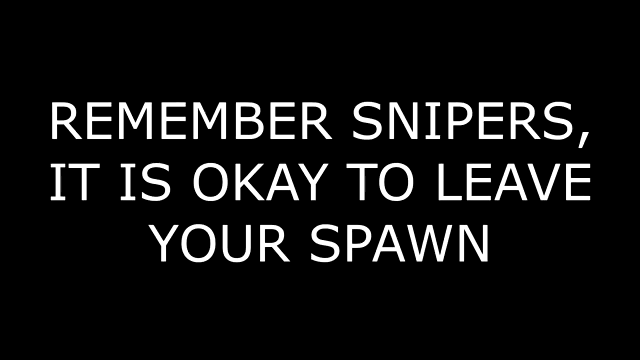 REMEMBER SNIPERS,
IT IS OKAY TO LEAVE
YOUR SPAWN